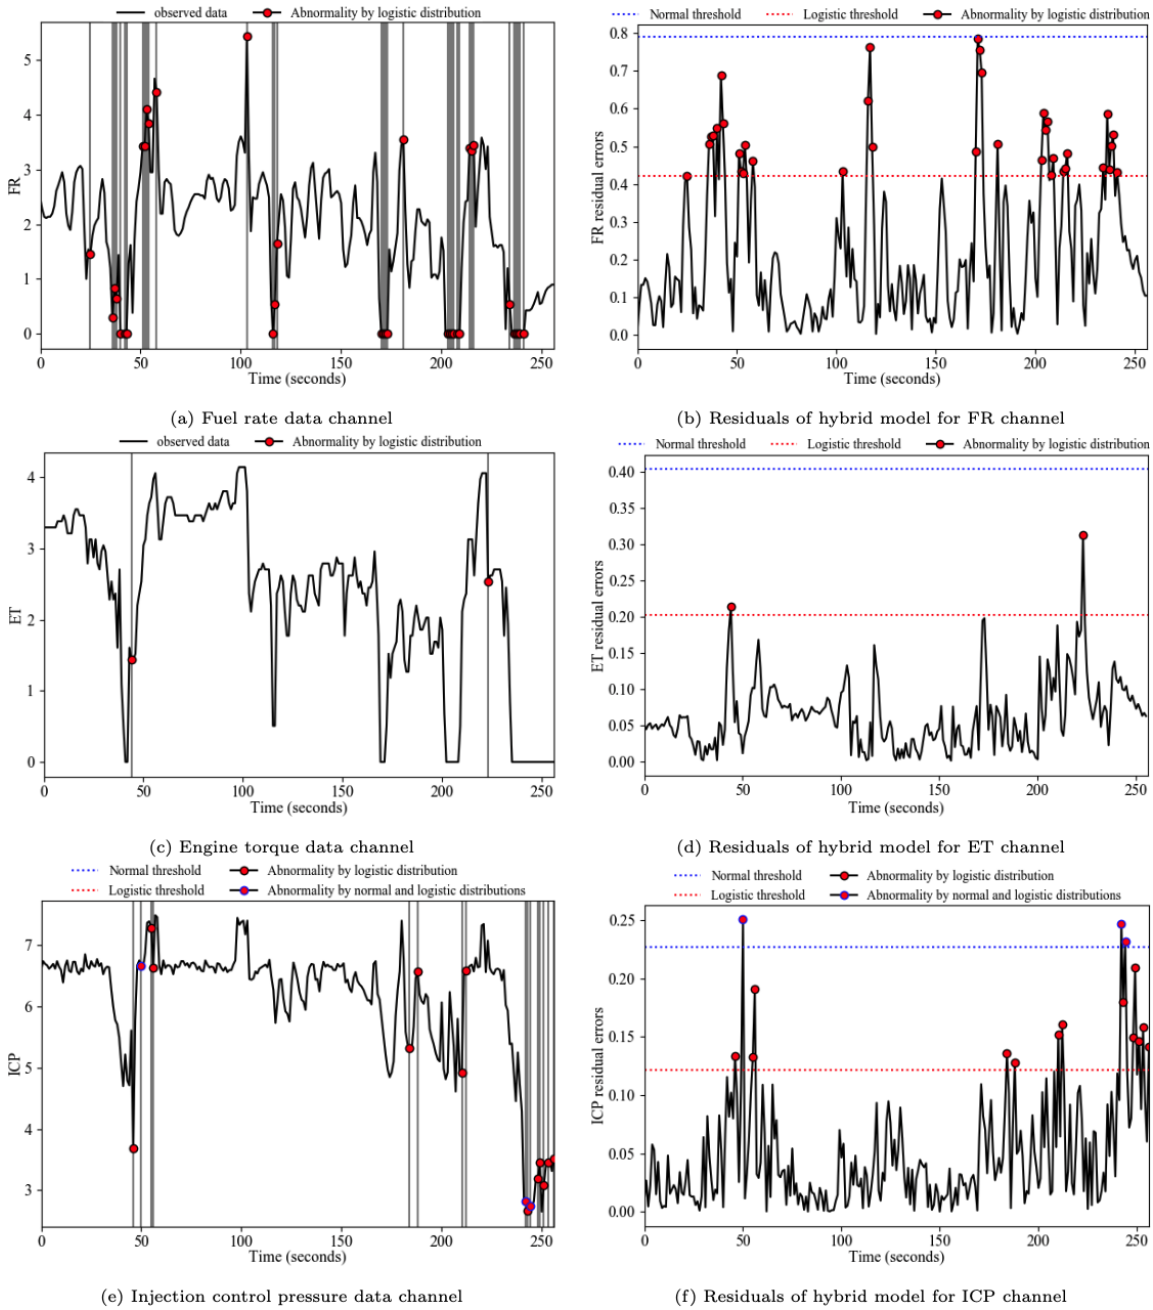 observed data Abnormality by logistic distribution
5
4
3
2
1
0
FR
0 50 100 150 200 250
Time (seconds)
(a) Fuel rate data channel
Normal threshold Logistic threshold Abnormality by logistic distribution
0.8
0.7
0.6
0.5
0.4
0.3
0.2
0.1
0.0
FR residual errors
0 50 100 150 200 250
Time (seconds)
(b) Residuals of hybrid model for FR channel
observed data Abnormality by logistic distribution
4
3
2
1
0
ET
0 50 100 150 200 250
Time (seconds)
(c) Engine torque data channel
Normal threshold Logistic threshold Abnormality by logistic distribution
0.40
0.35
0.30
0.25
0.20
0.15
0.10
0.05
0.00
ET residual errors
0 50 100 150 200 250
Time (seconds)
(d) Residuals of hybrid model for ET channel
Normal threshold Abnormality by logistic distribution
Logistic threshold Abnormality by normal and logistic distributions
7
6
5
4
3
ICP
0 50 100 150 200 250
Time (seconds)
(e) Injection control pressure data channel
Normal threshold Abnormality by logistic distribution
Logistic threshold Abnormality by normal and logistic distributions
0.25
0.20
0.15
0.10
0.05
0.00
ICP residual errors
0 50 100 150 200 250
Time (seconds)
(f) Residuals of hybrid model for ICP channel